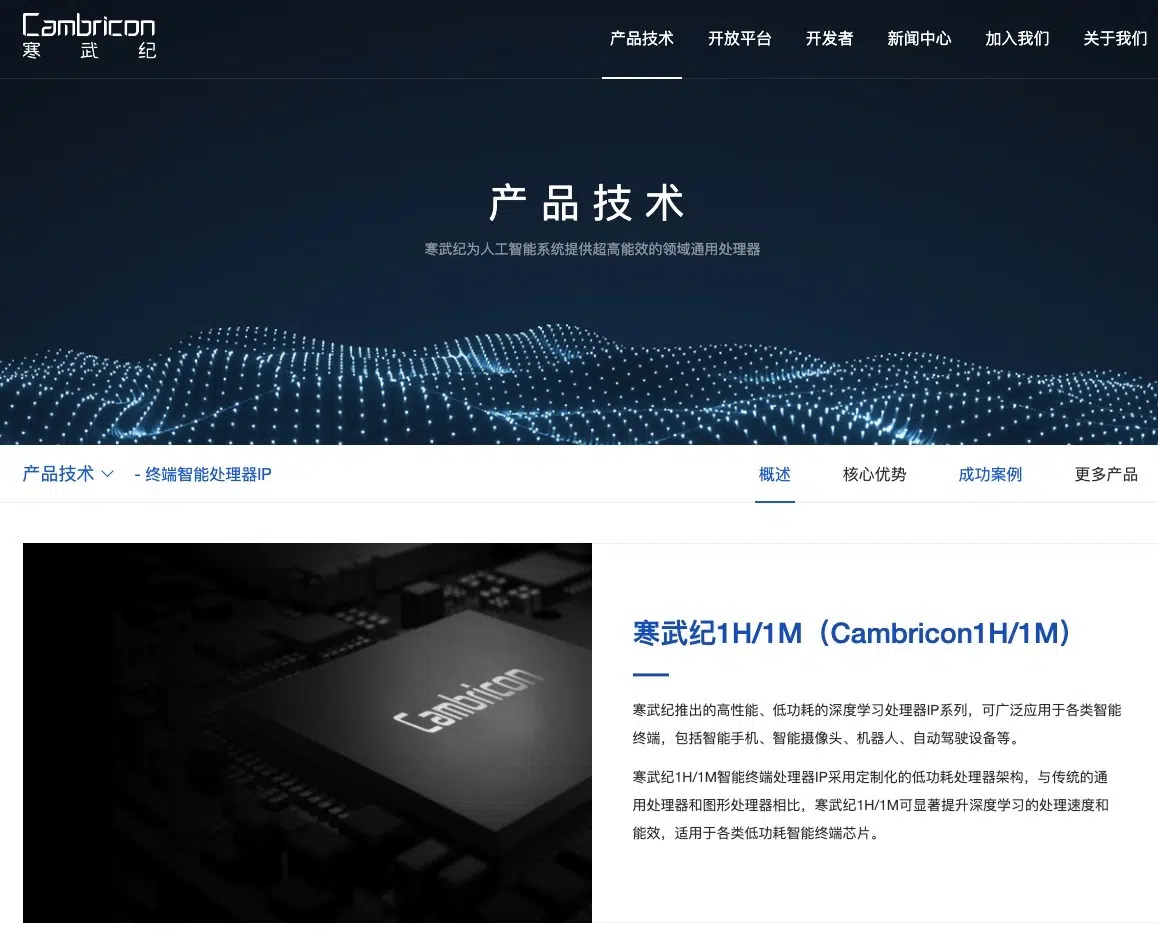 Cambricon
寒武纪
产品技术 开放平台 开发者 新闻中心 加入我们 关于我们
产品技术
寒武纪为人工智能系统提供超高能效的领域通用处理器
产品技术 - 终端智能处理器IP 概述 核心优势 成功案例 更多产品
Cambricon
寒武纪1H/1M（Cambricon1H/1M）
寒武纪推出的高性能、低功耗的深度学习处理器IP系列，可广泛应用于各类智能
终端，包括智能手机、智能摄像头、机器人、自动驾驶设备等。
寒武纪1H/1M智能终端处理器IP采用定制化的低功耗处理器架构，与传统的通
用处理器和图形处理器相比，寒武纪1H/1M可显著提升深度学习的处理速度和
能效，适用于各类低功耗智能终端芯片。